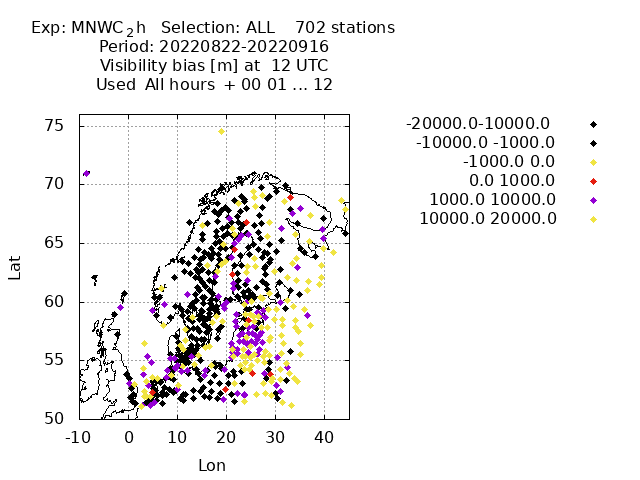 Exp: MNWC₂h Selection: ALL 702 stations
Period: 20220822-20220916
Visibility bias [m] at 12 UTC
Used All hours + 00 01 ... 12
-20000.0-10000.0
-10000.0 -1000.0
-1000.0 0.0
0.0 1000.0
1000.0 10000.0
10000.0 20000.0
75
70
65
60
55
50
Lat
-10 0 10 20 30 40
Lon